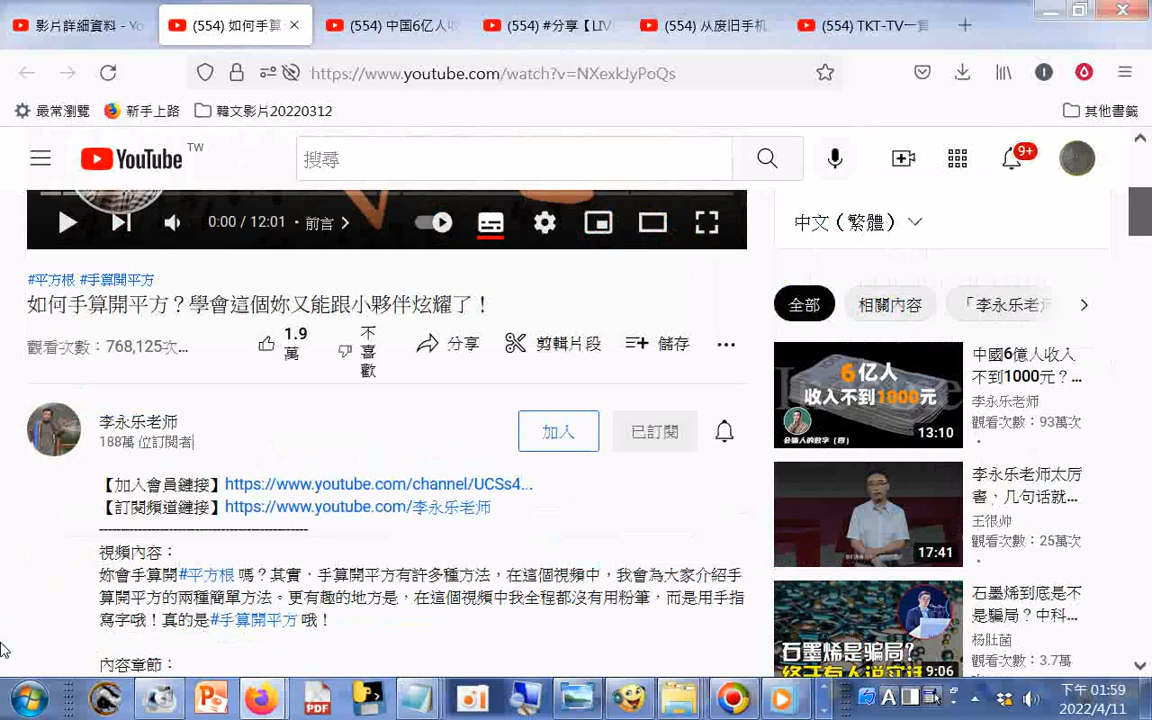 影片詳細資料 - Yo
(554) 如何手算
(554) 中国6亿人收
(554) #分享【LIV
(554) 从废旧手机
(554) TKT-TV一實
https://www.youtube.com/watch?v=NXexkJyPoQs
最常瀏覽 新手上路 韓文影片20220312 其他書籤
YouTube TW
搜尋
9+
0:00 / 12:01 • 前言
中文（繁體）
#平方根 #手算開平方
如何手算開平方？學會這個妳又能跟小夥伴炫耀了！
全部 相關內容 「李永乐老师
觀看次數：768,125次...
1.9萬
不喜歡
分享
剪輯片段
儲存
6亿人
收入不到1000元
13:10
中國6億人收入
不到1000元？...
李永乐老师
觀看次數：93萬次
李永乐老师
188萬 位訂閱者
加入
已訂閱
【加入會員鏈接】https://www.youtube.com/channel/UCSs4...
【訂閱頻道鏈接】https://www.youtube.com/李永乐老师
------------------------------------------------
視頻內容：
妳會手算開#平方根 嗎？其實、手算開平方有許多種方法，在這個視頻中，我會為大家介紹手
算開平方的兩種簡單方法。更有趣的地方是，在這個視頻中我全程都沒有用粉筆，而是用手指
寫字哦！真的是#手算開平方 哦！
內容章節：
17:41
李永乐老师太厉
害，几句话就...
王很帅
觀看次數：25萬次
石墨烯是骗局？
9:06
石墨烯到底是不
是騙局？中科...
杨肚菌
觀看次數：3.7萬
PDF
A
下午 01:59
2022/4/11